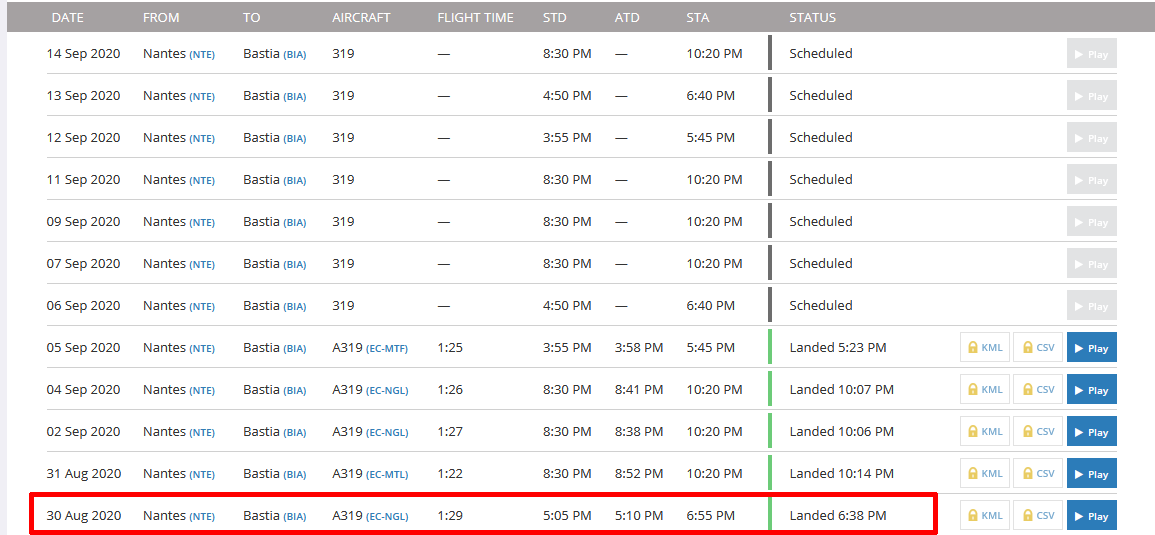 DATE FROM TO AIRCRAFT FLIGHT TIME STD ATD STA STATUS
14 Sep 2020 Nantes (NTE) Bastia (BIA) 319 — 8:30 PM — 10:20 PM Scheduled Play
13 Sep 2020 Nantes (NTE) Bastia (BIA) 319 — 4:50 PM — 6:40 PM Scheduled Play
12 Sep 2020 Nantes (NTE) Bastia (BIA) 319 — 3:55 PM — 5:45 PM Scheduled Play
11 Sep 2020 Nantes (NTE) Bastia (BIA) 319 — 8:30 PM — 10:20 PM Scheduled Play
09 Sep 2020 Nantes (NTE) Bastia (BIA) 319 — 8:30 PM — 10:20 PM Scheduled Play
07 Sep 2020 Nantes (NTE) Bastia (BIA) 319 — 8:30 PM — 10:20 PM Scheduled Play
06 Sep 2020 Nantes (NTE) Bastia (BIA) 319 — 4:50 PM — 6:40 PM Scheduled Play
05 Sep 2020 Nantes (NTE) Bastia (BIA) A319 (EC-MTF) 1:25 3:55 PM 3:58 PM 5:45 PM Landed 5:23 PM KML CSV Play
04 Sep 2020 Nantes (NTE) Bastia (BIA) A319 (EC-NGL) 1:26 8:30 PM 8:41 PM 10:20 PM Landed 10:07 PM KML CSV Play
02 Sep 2020 Nantes (NTE) Bastia (BIA) A319 (EC-NGL) 1:27 8:30 PM 8:38 PM 10:20 PM Landed 10:06 PM KML CSV Play
31 Aug 2020 Nantes (NTE) Bastia (BIA) A319 (EC-MTL) 1:22 8:30 PM 8:52 PM 10:20 PM Landed 10:14 PM KML CSV Play
30 Aug 2020 Nantes (NTE) Bastia (BIA) A319 (EC-NGL) 1:29 5:05 PM 5:10 PM 6:55 PM Landed 6:38 PM KML CSV Play